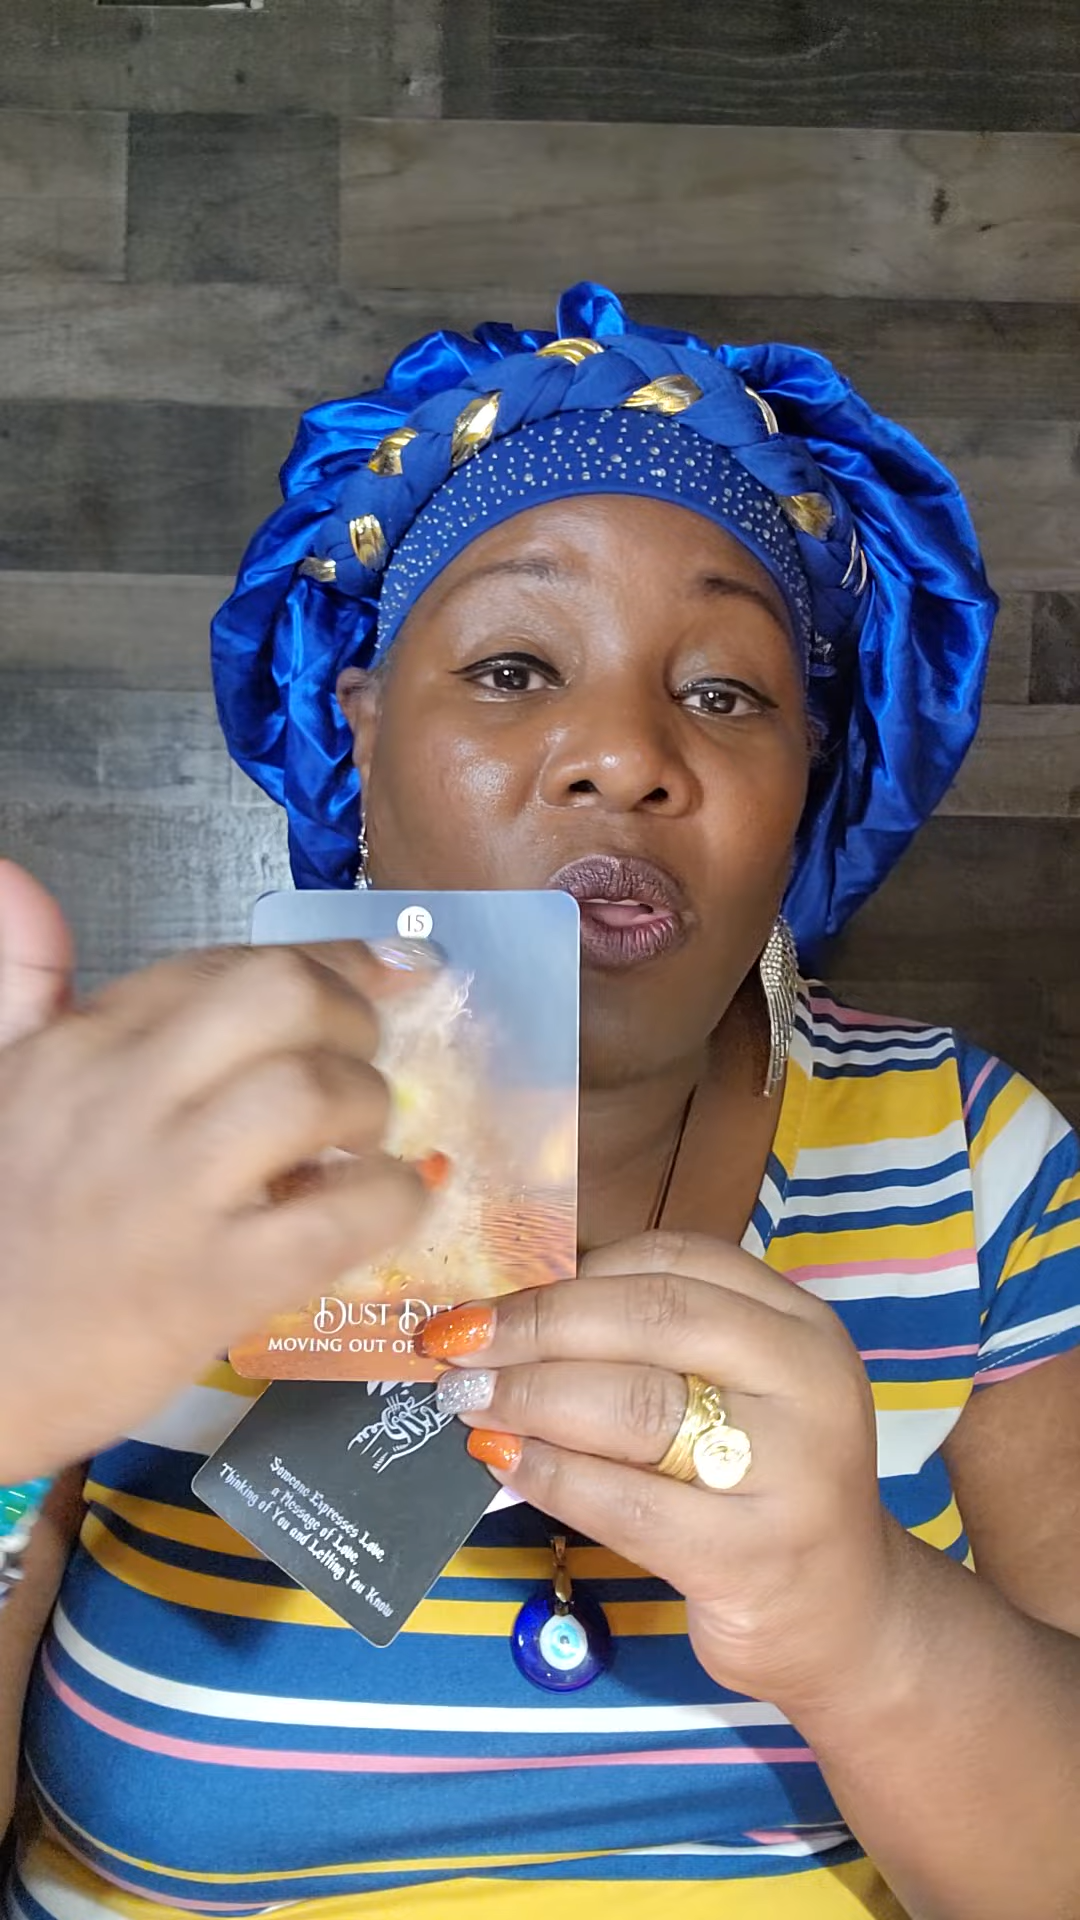 15
DUST
MOVING OUT OF
Someone Expresses Love,
a Message of Love,
Thinking of You and Letting You Know